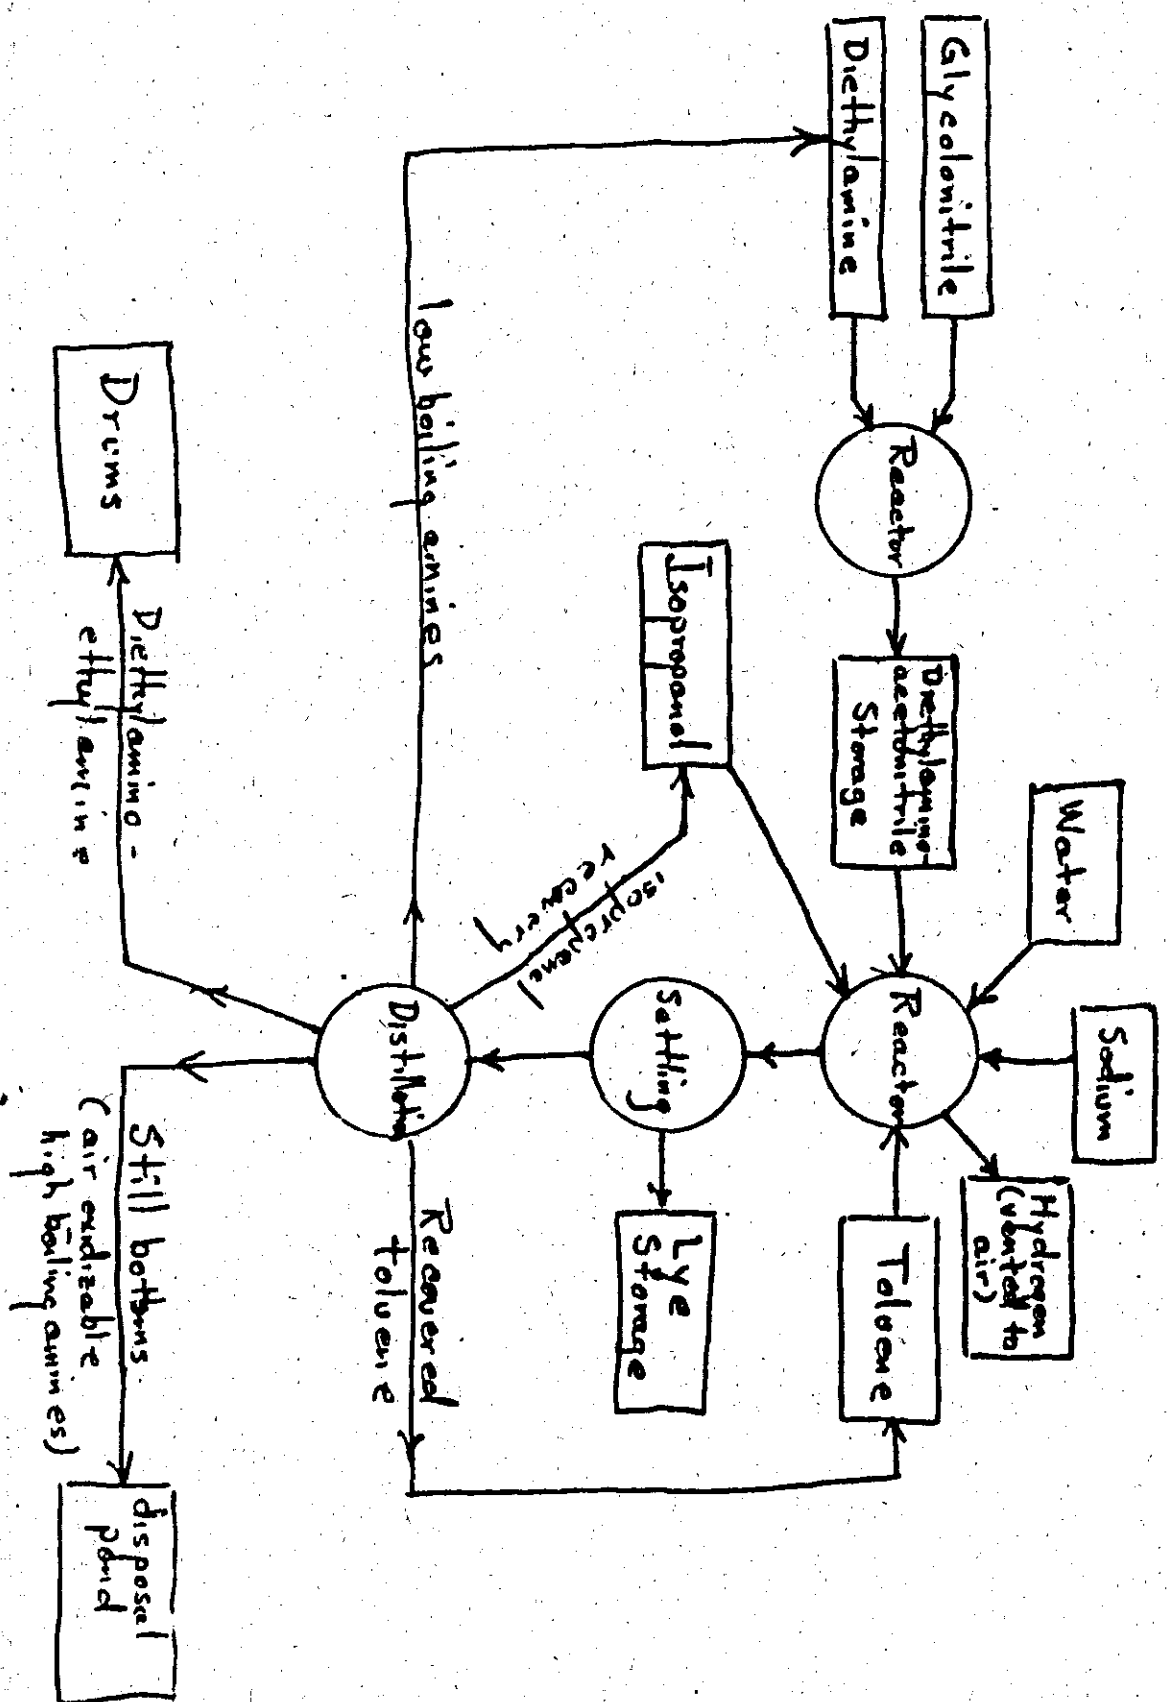 Glycolonitrile
Diethylamine
Reactor
Diethylamino-
acetonitrile
Storage
Water
Sodium
Reactor
Hydrogen
(vented to
air)
Toluene
Isopropanol
isopropanol
recovery
Settling
Lye
Storage
low boiling amines
Distillation
Recovered
toluene
Diethylamino-
ethylamine
Drums
Still bottoms
(air oxidizable
high boiling amines)
disposal
pond